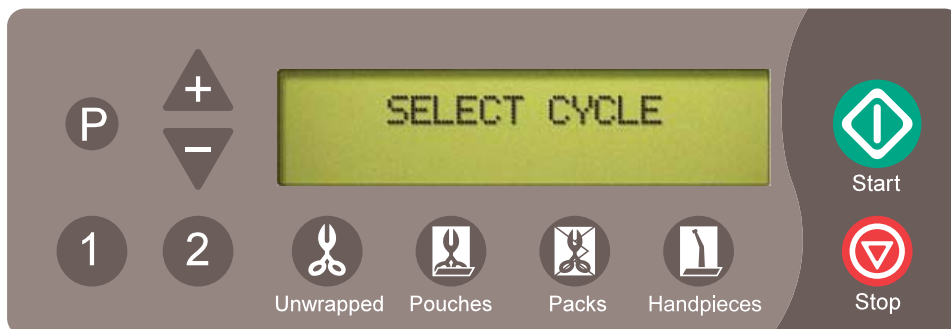 SELECT CYCLE
P
+
−
1
2
Unwrapped
Pouches
Packs
Handpieces
Start
Stop